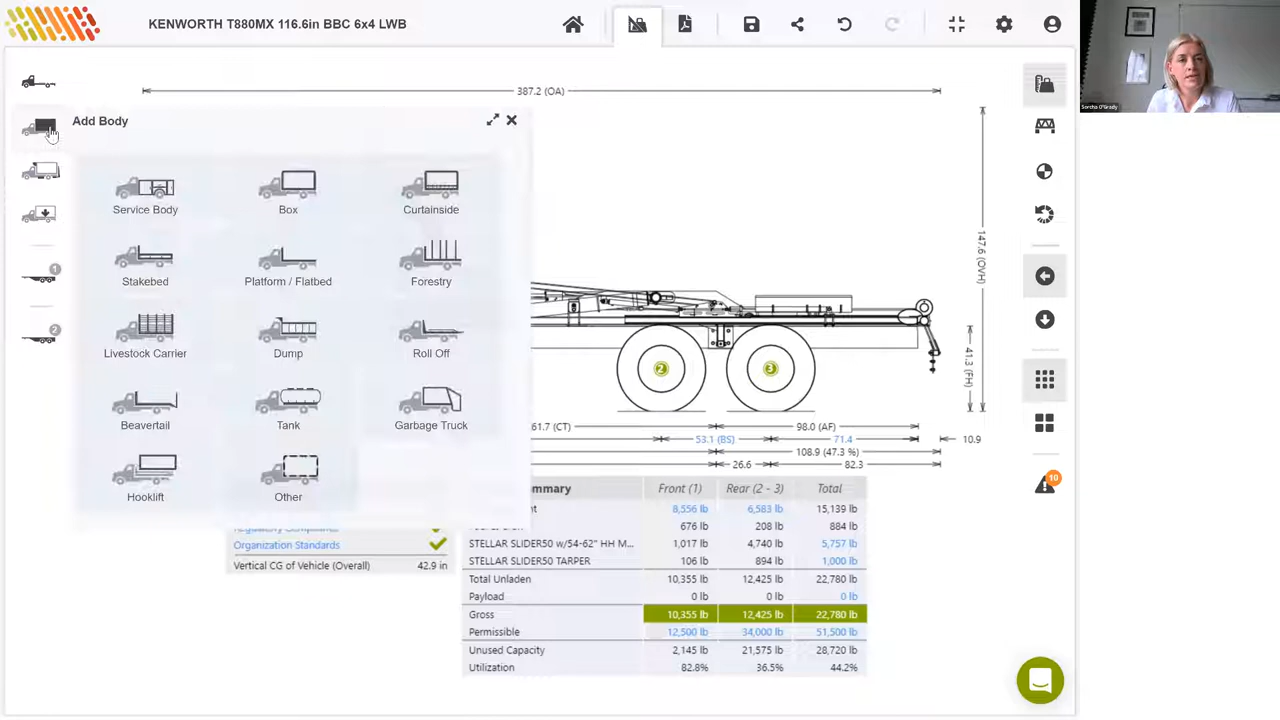 KENWORTH T880MX 116.6in BBC 6x4 LWB
Sorcha O'Grady
387.2 (OA)
Add Body
Service Body
Box
Curtainside
Stakebed
Platform / Flatbed
Forestry
Livestock Carrier
Dump
Roll Off
Beavertail
Tank
Garbage Truck
Hooklift
Other
1
2
147.6 (OVH)
41.3 (FH)
2
3
61.7 (CT)
98.0 (AF)
53.1 (BS)
71.4
10.9
108.9 (47.3 %)
26.6
82.3
10
Organization Standards
Vertical CG of Vehicle (Overall) 42.9 in
Front (1) Rear (2 - 3) Total
8,556 lb 6,583 lb 15,139 lb
676 lb 208 lb 884 lb
STELLAR SLIDER50 w/54-62" HH M... 1,017 lb 4,740 lb 5,757 lb
STELLAR SLIDER50 TARPER 106 lb 894 lb 1,000 lb
Total Unladen 10,355 lb 12,425 lb 22,780 lb
Payload 0 lb 0 lb 0 lb
Gross 10,355 lb 12,425 lb 22,780 lb
Permissible 12,500 lb 34,000 lb 51,500 lb
Unused Capacity 2,145 lb 21,575 lb 28,720 lb
Utilization 82.8% 36.5% 44.2%